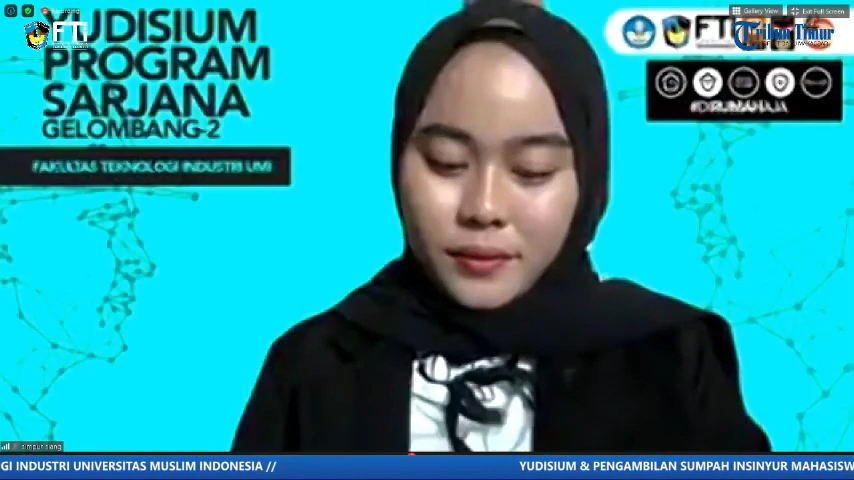 Gallery View
Exit Full Screen
FTI
Tribun Timur
YUDISIUM
PROGRAM
SARJANA
GELOMBANG-2
#DIRUMAHAJA
FAKULTAS TEKNOLOGI INDUSTRI UMI
GI INDUSTRI UNIVERSITAS MUSLIM INDONESIA // YUDISIUM & PENGAMBILAN SUMPAH INSINYUR MAHASISW